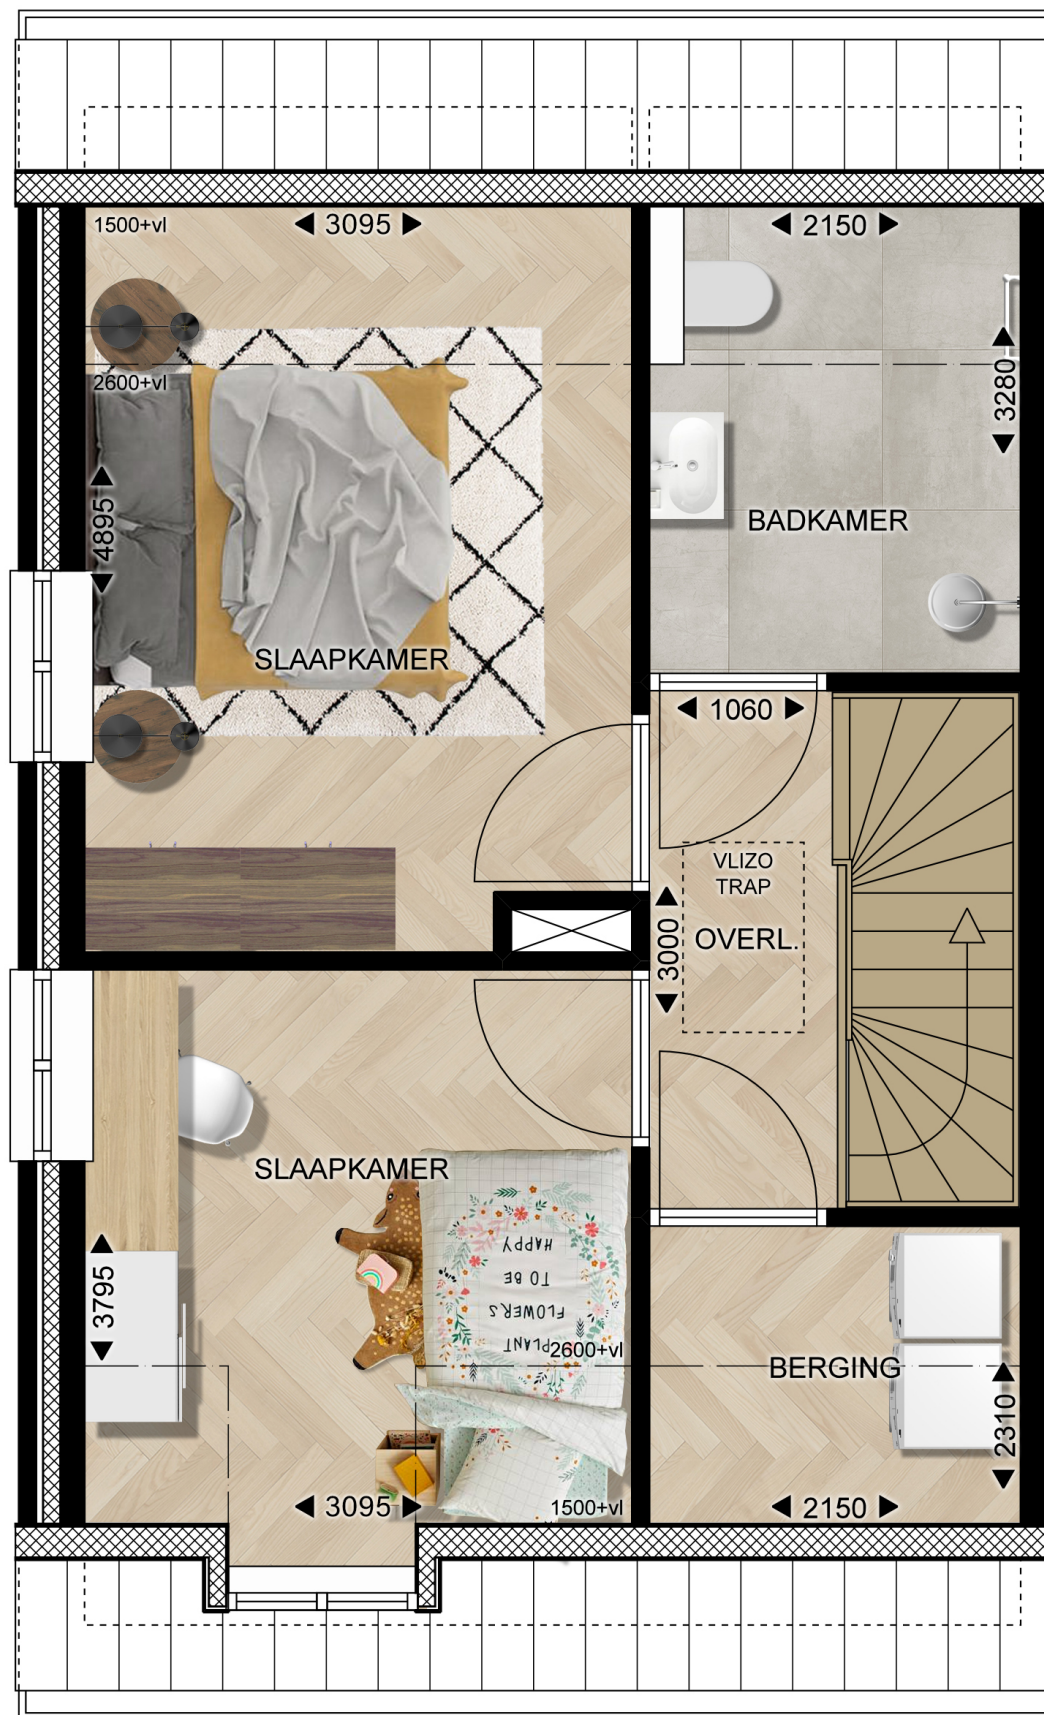 1500+vl
3095
2150
2600+vl
3280
4895
BADKAMER
SLAAPKAMER
1060
VLIZO
TRAP
OVERL.
3000
SLAAPKAMER
HAPPY
TO BE
FLOWERS
PLANT
3795
2600+vl
BERGING
2310
3095
1500+vl
2150